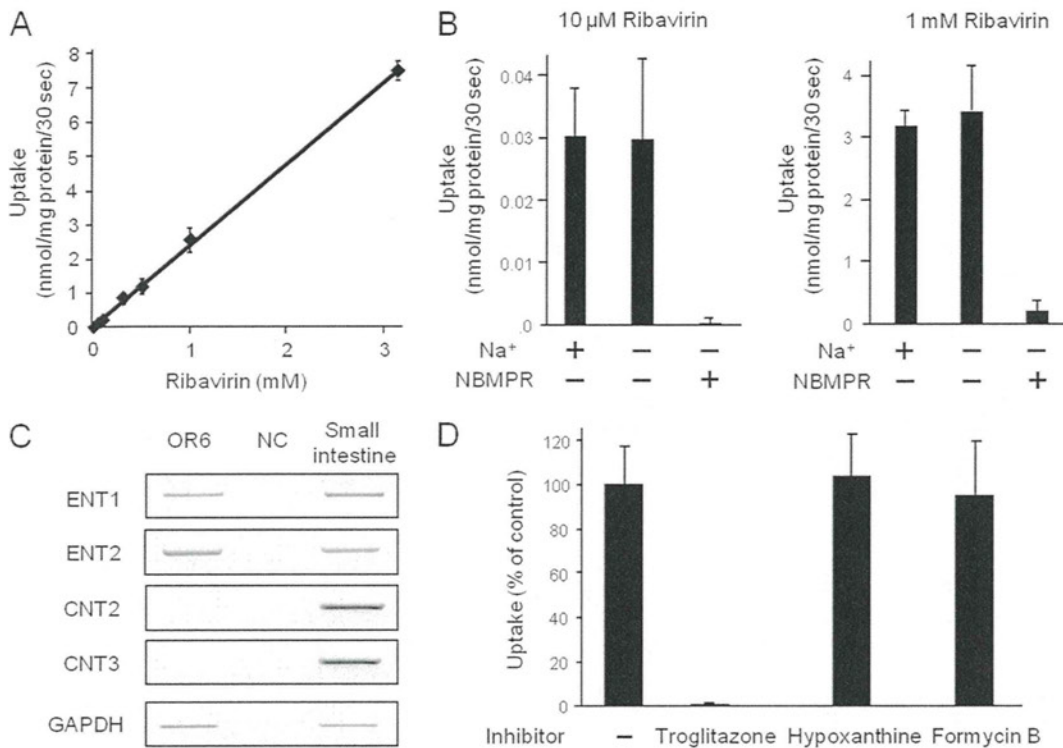 A
Uptake
(nmol/mg protein/30 sec)
8
7
6
5
4
3
2
1
0
0 1 2 3
Ribavirin (mM)
B
10 µM Ribavirin
Uptake
(nmol/mg protein/30 sec)
0.04
0.03
0.02
0.01
0
Na⁺ + − −
NBMPR − − +
1 mM Ribavirin
Uptake
(nmol/mg protein/30 sec)
4
3
2
1
0
Na⁺ + − −
NBMPR − − +
C
OR6 NC Small
intestine
ENT1
ENT2
CNT2
CNT3
GAPDH
D
Uptake (% of control)
120
100
80
60
40
20
0
Inhibitor − Troglitazone Hypoxanthine Formycin B